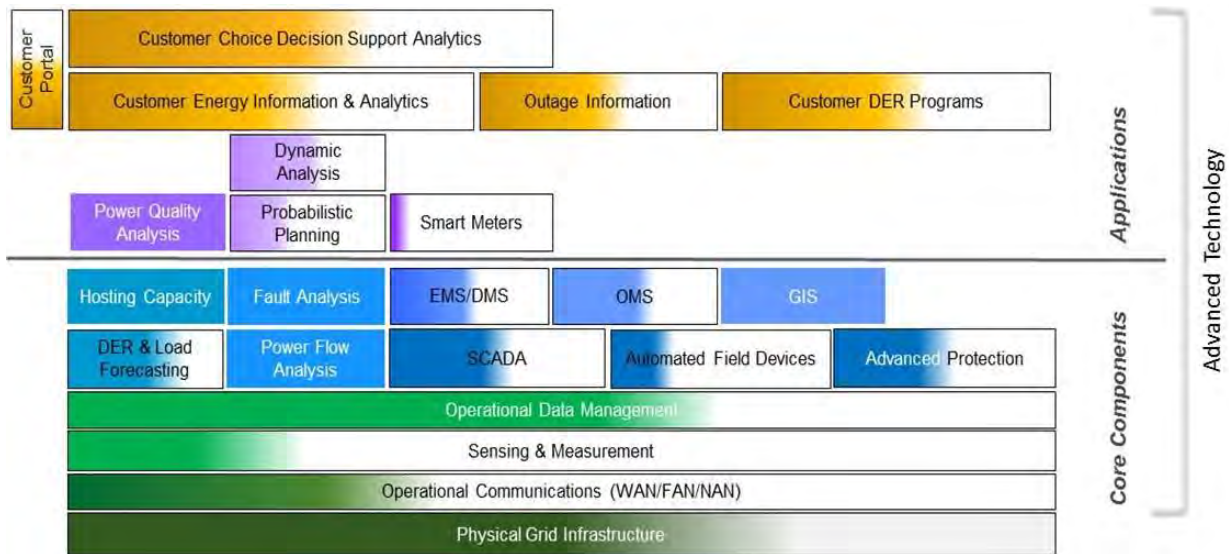 Customer
Portal
Customer Choice Decision Support Analytics
Customer Energy Information & Analytics
Outage Information
Customer DER Programs
Dynamic
Analysis
Power Quality
Analysis
Probabilistic
Planning
Smart Meters
Applications
Hosting Capacity
Fault Analysis
EMS/DMS
OMS
GIS
DER & Load
Forecasting
Power Flow
Analysis
SCADA
Automated Field Devices
Advanced Protection
Operational Data Management
Sensing & Measurement
Operational Communications (WAN/FAN/NAN)
Physical Grid Infrastructure
Core Components
Advanced Technology